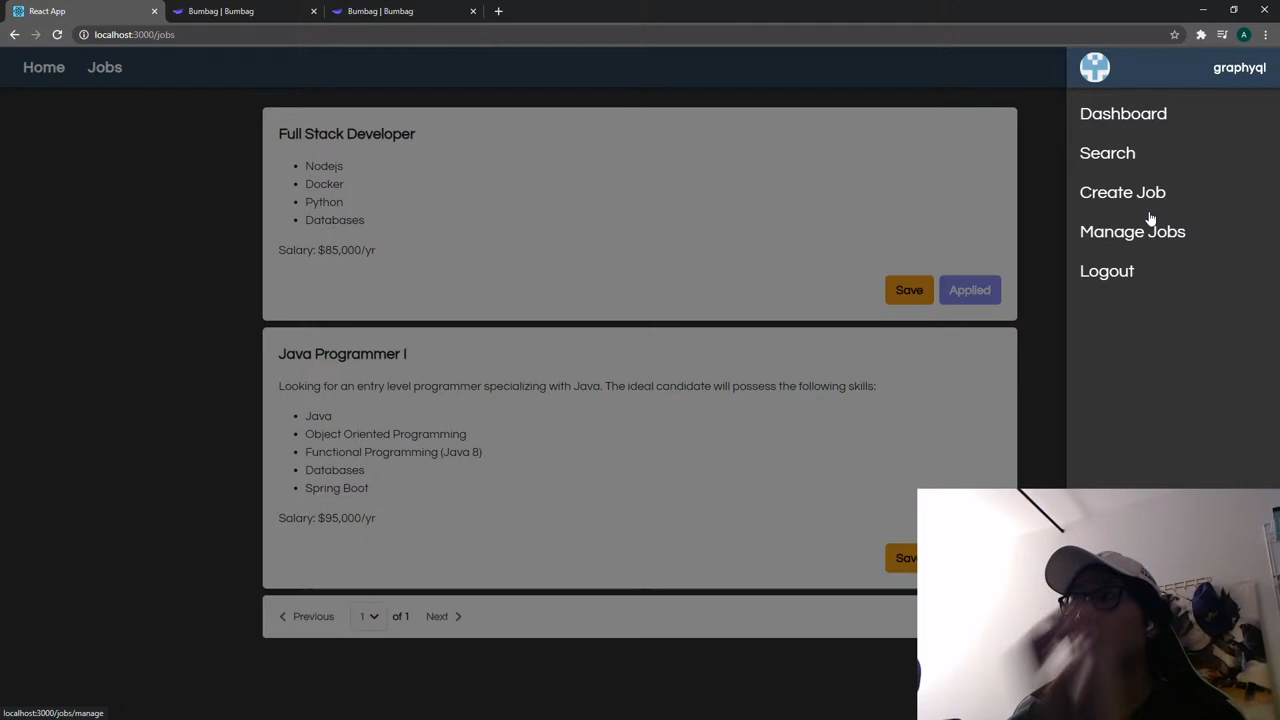 React App
Bumbag | Bumbag
Bumbag | Bumbag
localhost:3000/jobs
A
Home
Jobs
graphyql
Full Stack Developer
Nodejs
Docker
Python
Databases
Salary: $85,000/yr
Save
Applied
Java Programmer I
Looking for an entry level programmer specializing with Java. The ideal candidate will possess the following skills:
Java
Object Oriented Programming
Functional Programming (Java 8)
Databases
Spring Boot
Salary: $95,000/yr
Previous
1
of 1
Next
Dashboard
Search
Create Job
Manage Jobs
Logout
localhost:3000/jobs/manage